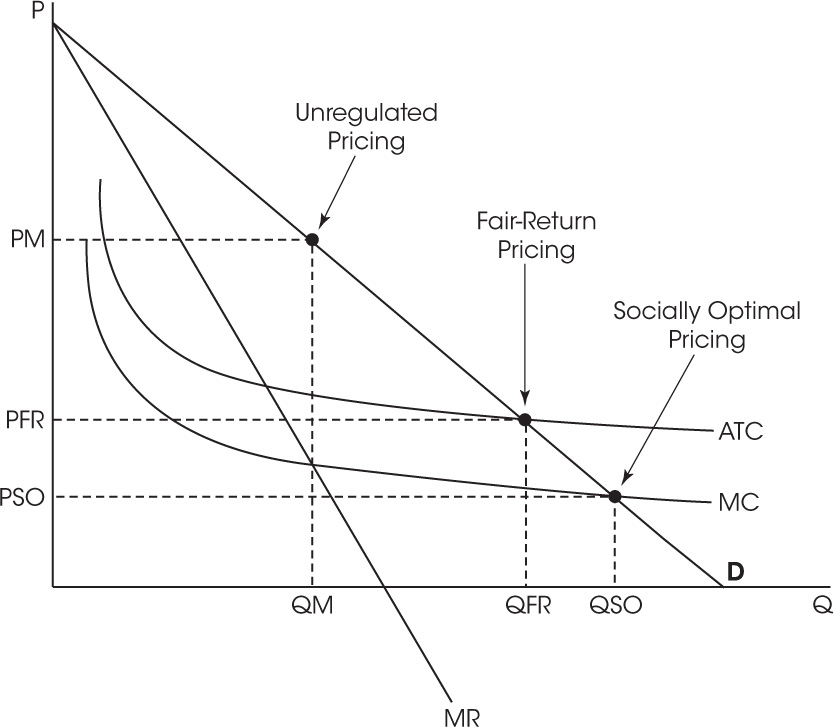 P
Unregulated
Pricing
Fair-Return
Pricing
PM
Socially Optimal
Pricing
PFR
ATC
PSO
MC
D
QM
QFR
QSO
Q
MR